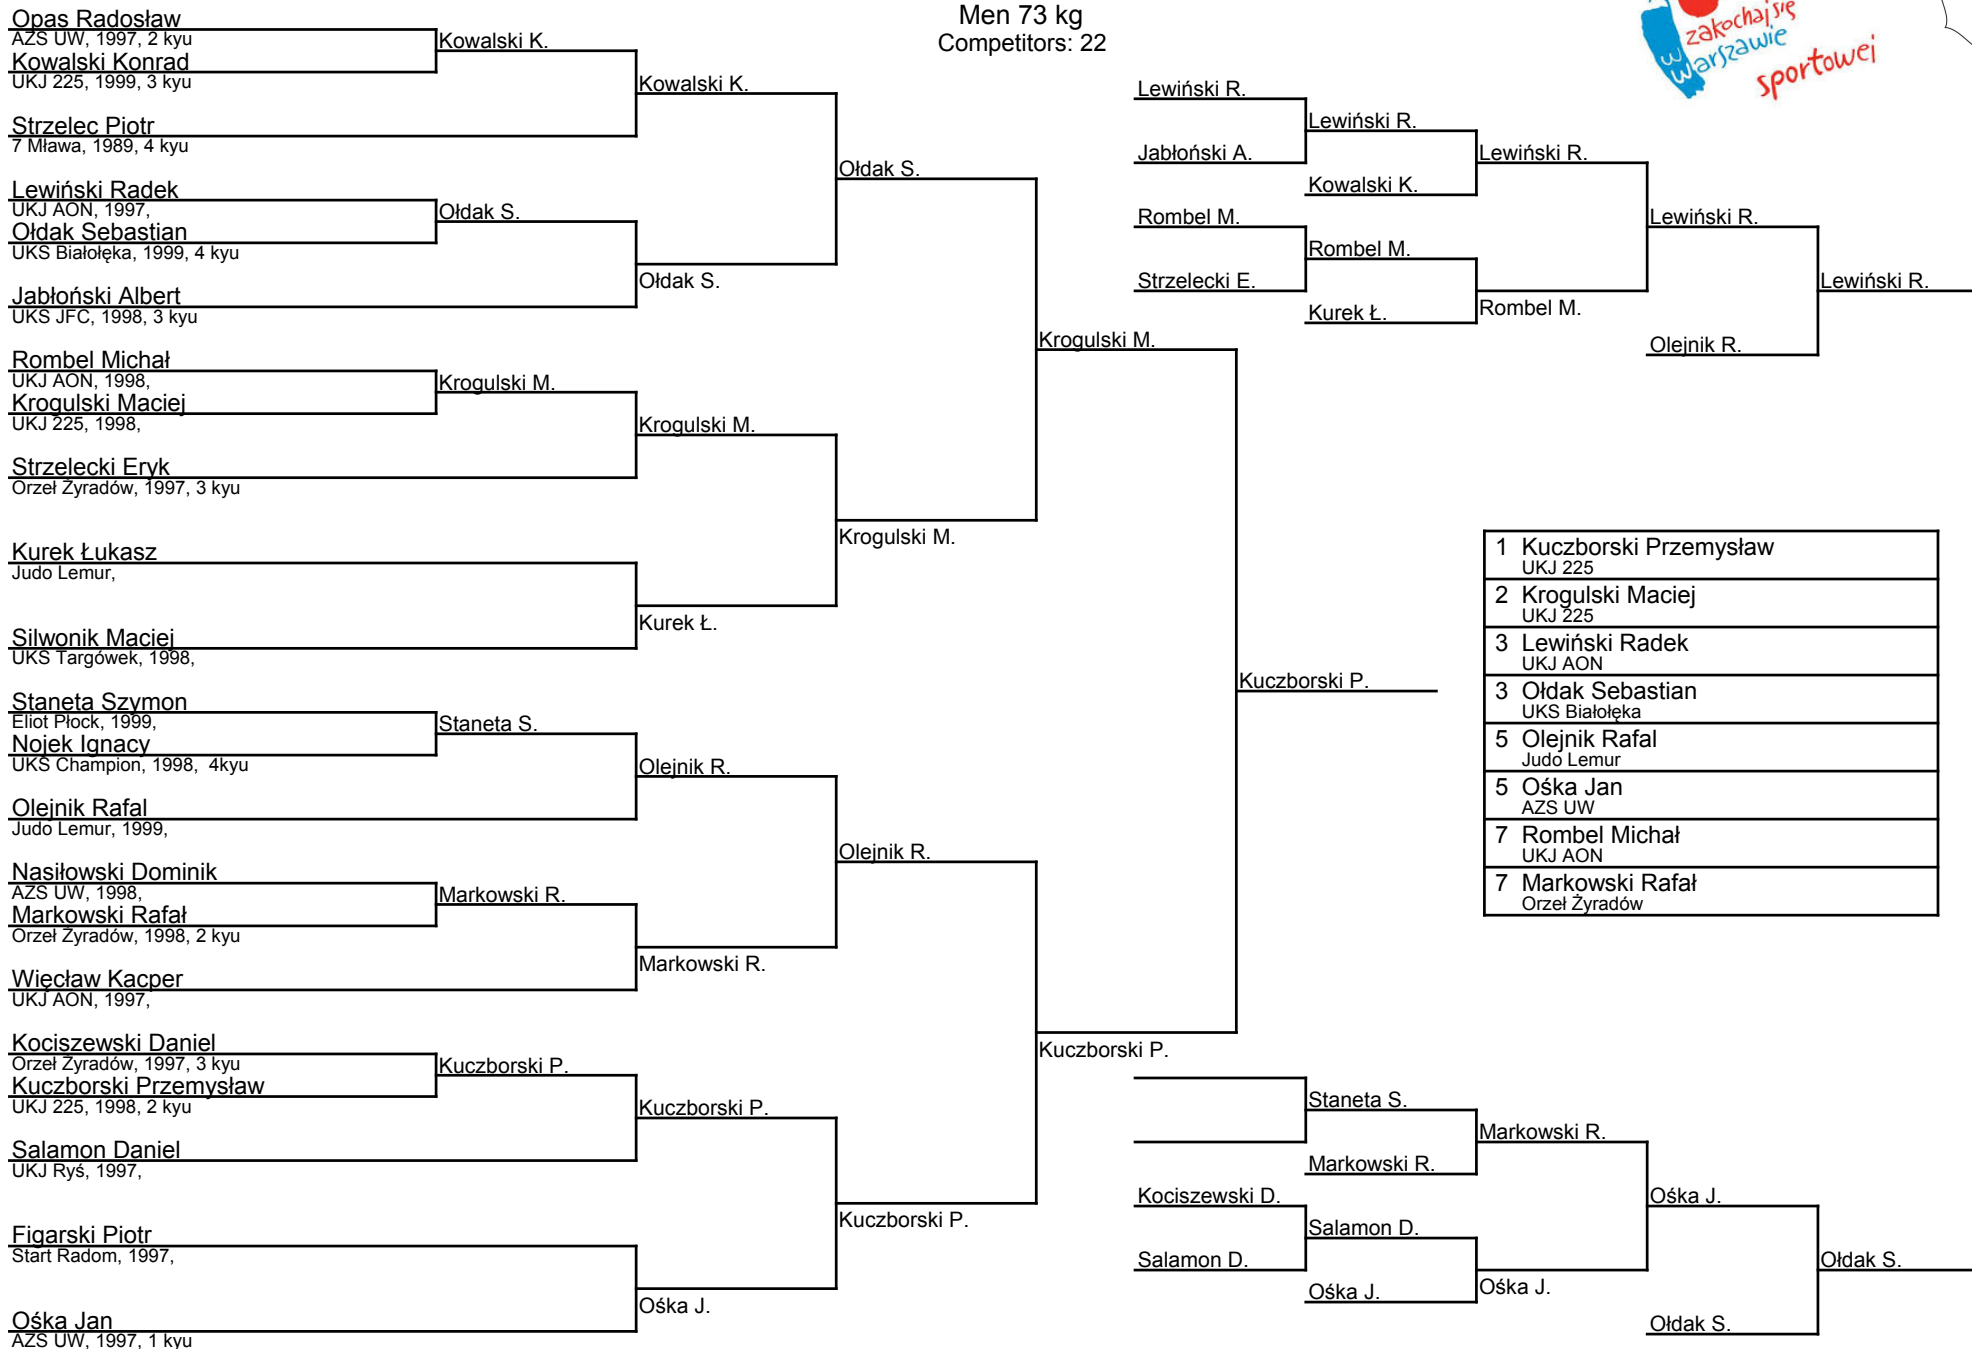 Men 73 kg
Competitors: 22
zakochaj się
w
warszawie
sportowej
Opas Radosław
AZS UW, 1997, 2 kyu
Kowalski Konrad
UKJ 225, 1999, 3 kyu
Strzelec Piotr
7 Mława, 1989, 4 kyu
Lewiński Radek
UKJ AON, 1997,
Ołdak Sebastian
UKS Białołęka, 1999, 4 kyu
Jabłoński Albert
UKS JFC, 1998, 3 kyu
Rombel Michał
UKJ AON, 1998,
Krogulski Maciej
UKJ 225, 1998,
Strzelecki Eryk
Orzeł Żyradów, 1997, 3 kyu
Kurek Łukasz
Judo Lemur,
Silwonik Maciej
UKS Targówek, 1998,
Staneta Szymon
Eliot Płock, 1999,
Nojek Ignacy
UKS Champion, 1998,  4kyu
Olejnik Rafal
Judo Lemur, 1999,
Nasiłowski Dominik
AZS UW, 1998,
Markowski Rafał
Orzeł Żyradów, 1998, 2 kyu
Więcław Kacper
UKJ AON, 1997,
Kociszewski Daniel
Orzeł Żyradów, 1997, 3 kyu
Kuczborski Przemysław
UKJ 225, 1998, 2 kyu
Salamon Daniel
UKJ Ryś, 1997,
Figarski Piotr
Start Radom, 1997,
Ośka Jan
AZS UW, 1997, 1 kyu
Kowalski K.
Ołdak S.
Krogulski M.
Staneta S.
Markowski R.
Kuczborski P.
Kowalski K.
Ołdak S.
Krogulski M.
Kurek Ł.
Olejnik R.
Markowski R.
Kuczborski P.
Ośka J.
Ołdak S.
Krogulski M.
Olejnik R.
Kuczborski P.
Krogulski M.
Kuczborski P.
Kuczborski P.
Lewiński R.
Jabłoński A.
Rombel M.
Strzelecki E.
Lewiński R.
Kowalski K.
Rombel M.
Kurek Ł.
Lewiński R.
Rombel M.
Lewiński R.
Olejnik R.
Lewiński R.
1 Kuczborski Przemysław
UKJ 225
2 Krogulski Maciej
UKJ 225
3 Lewiński Radek
UKJ AON
3 Ołdak Sebastian
UKS Białołęka
5 Olejnik Rafal
Judo Lemur
5 Ośka Jan
AZS UW
7 Rombel Michał
UKJ AON
7 Markowski Rafał
Orzeł Żyradów
Kociszewski D.
Salamon D.
Staneta S.
Markowski R.
Salamon D.
Ośka J.
Markowski R.
Ośka J.
Ośka J.
Ołdak S.
Ołdak S.